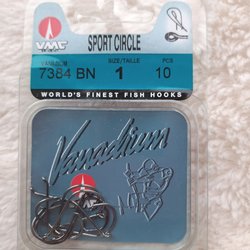 VMC
SPORT CIRCLE
VANADIUM
SIZE/TAILLE
PCS
7384 BN
1
10
WORLD'S FINEST FISH HOOKS
Vanadium